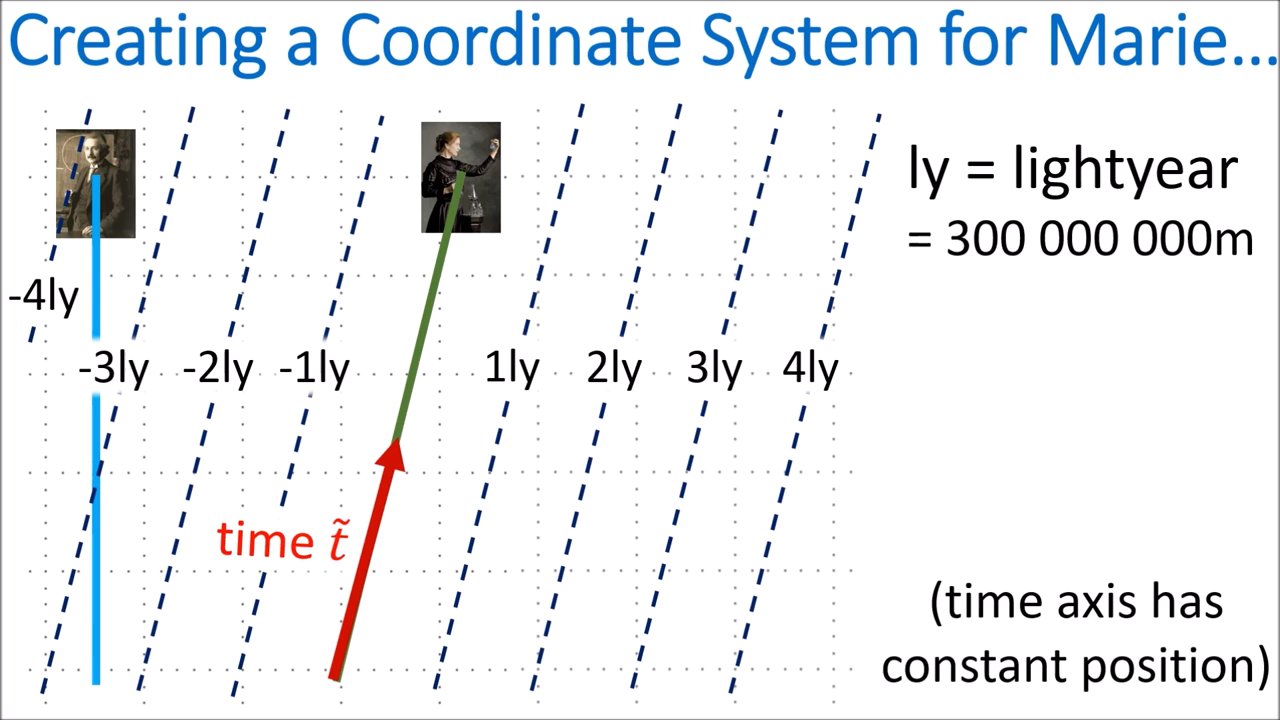 Creating a Coordinate System for Marie...
ly = lightyear
= 300 000 000m
-4ly
-3ly -2ly -1ly 1ly 2ly 3ly 4ly
time t̃
(time axis has
constant position)